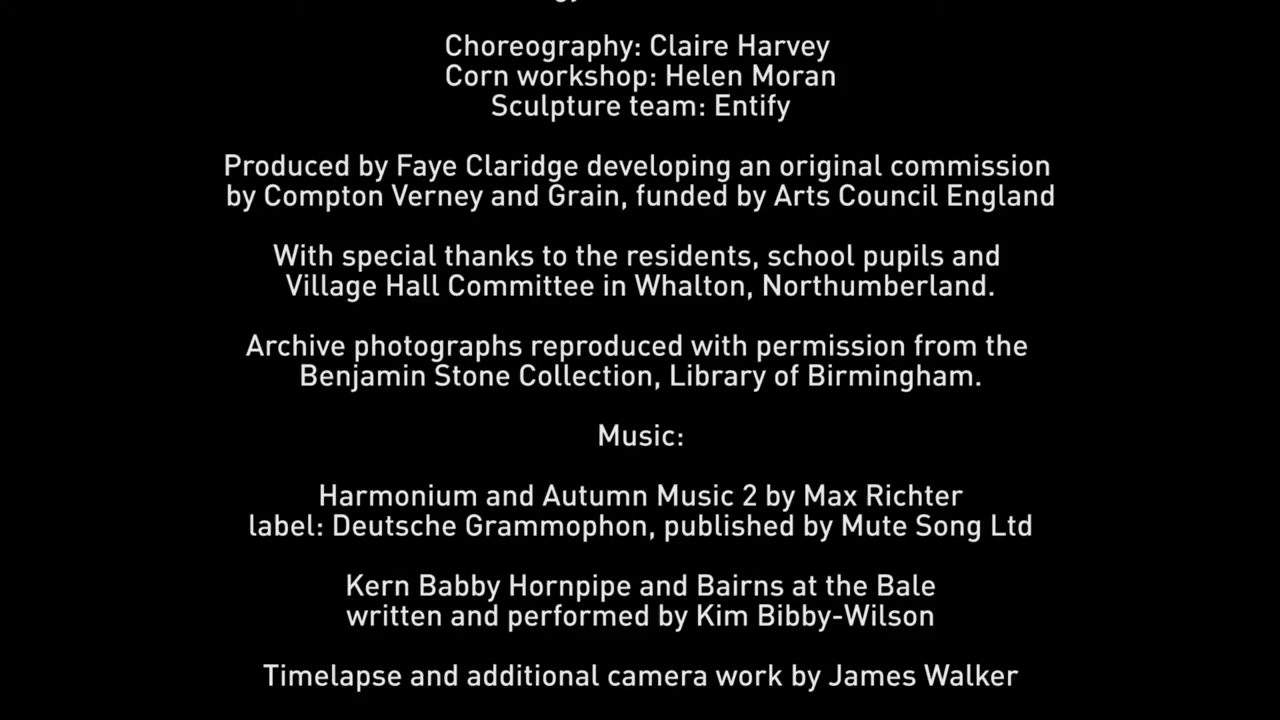 Choreography: Claire Harvey
Corn workshop: Helen Moran
Sculpture team: Entify
Produced by Faye Claridge developing an original commission
by Compton Verney and Grain, funded by Arts Council England
With special thanks to the residents, school pupils and
Village Hall Committee in Whalton, Northumberland.
Archive photographs reproduced with permission from the
Benjamin Stone Collection, Library of Birmingham.
Music:
Harmonium and Autumn Music 2 by Max Richter
label: Deutsche Grammophon, published by Mute Song Ltd
Kern Babby Hornpipe and Bairns at the Bale
written and performed by Kim Bibby-Wilson
Timelapse and additional camera work by James Walker